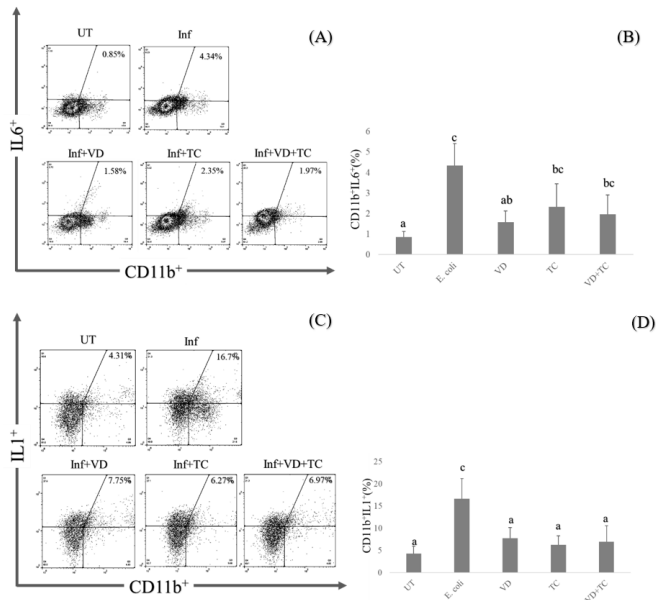 (A)
UT
Inf
0.85%
4.34%
Inf+VD
Inf+TC
Inf+VD+TC
1.58%
2.35%
1.97%
IL6⁺
CD11b⁺
(B)
CD11b⁺IL6⁺(%)
6
5
4
3
2
1
0
a
c
ab
bc
bc
UT
E. coli
VD
TC
VD+TC
(C)
UT
Inf
4.31%
16.7%
Inf+VD
Inf+TC
Inf+VD+TC
7.75%
6.27%
6.97%
IL1⁺
CD11b⁺
(D)
CD11b⁺IL1⁺(%)
25
20
15
10
5
0
a
c
a
a
a
UT
E. coli
VD
TC
VD+TC